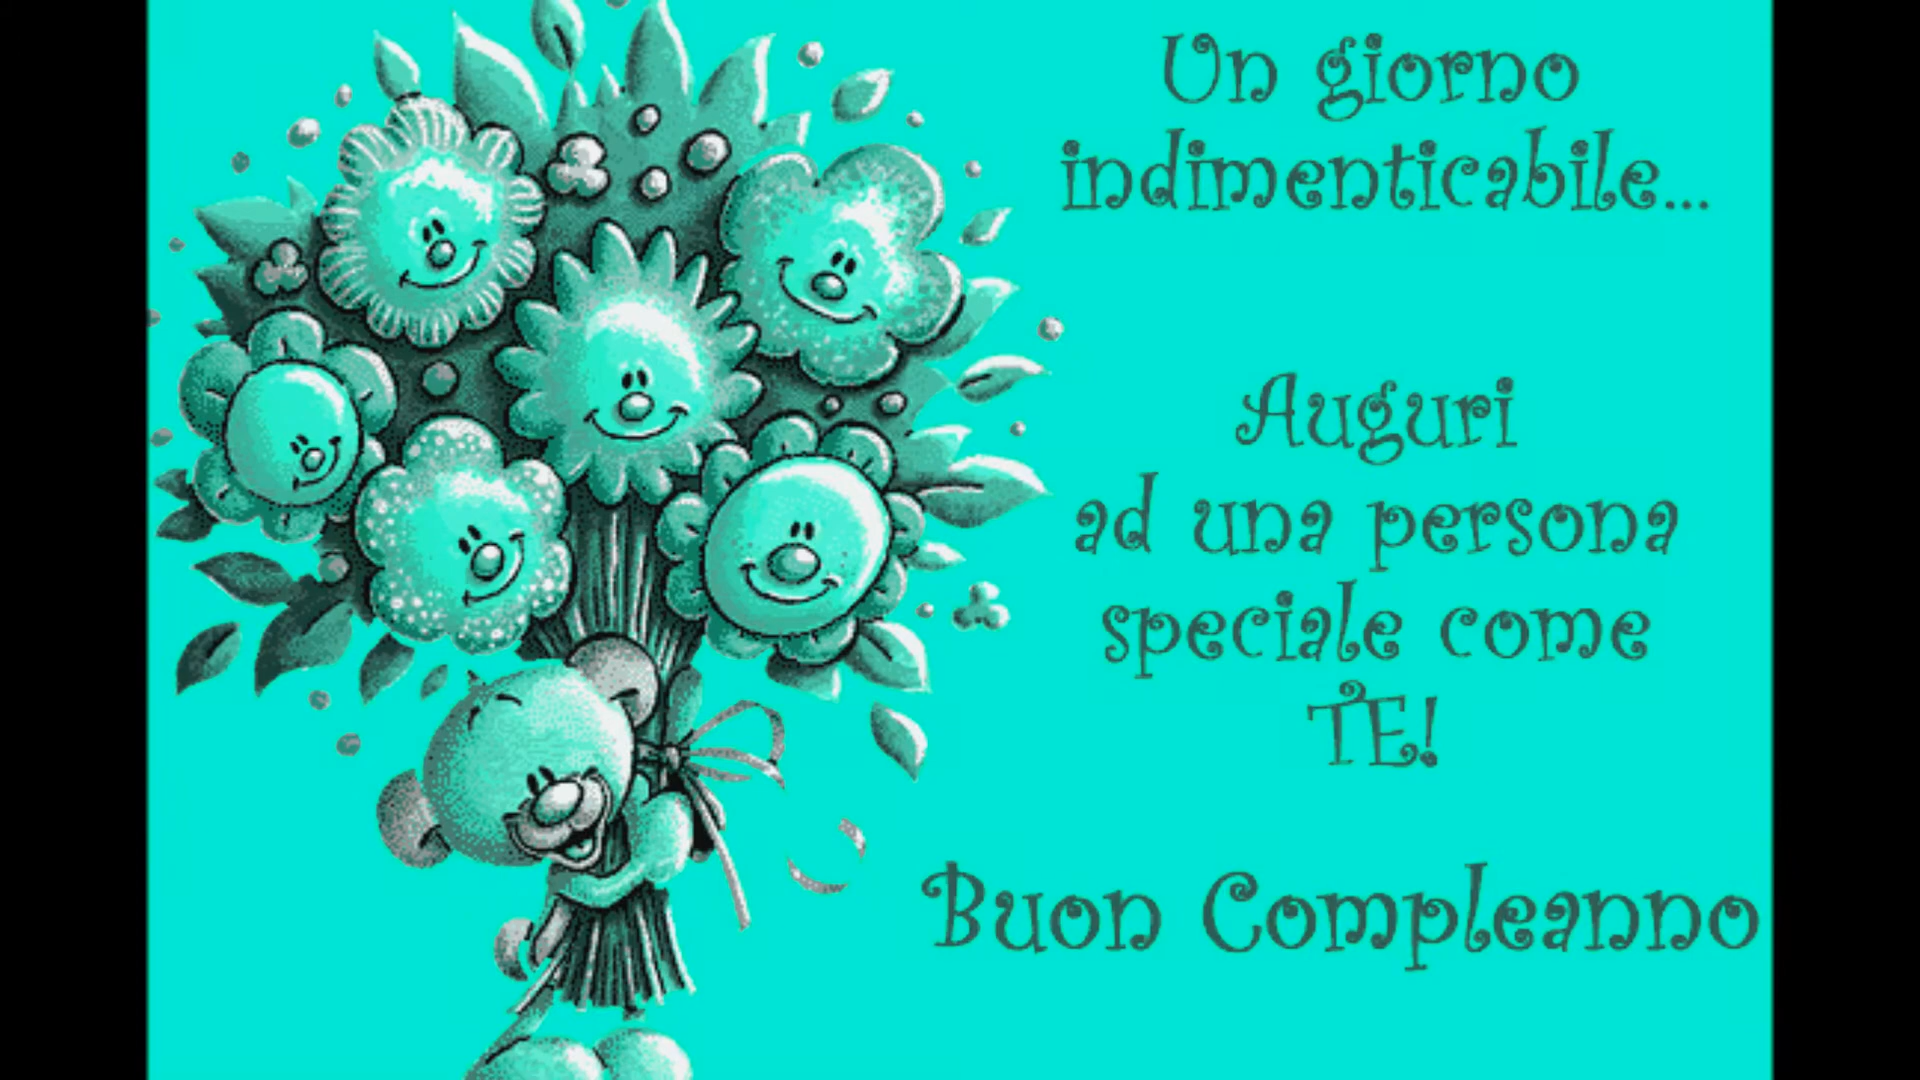 Un giorno
indimenticabile...
Auguri
ad una persona
speciale come
TE!
Buon Compleanno